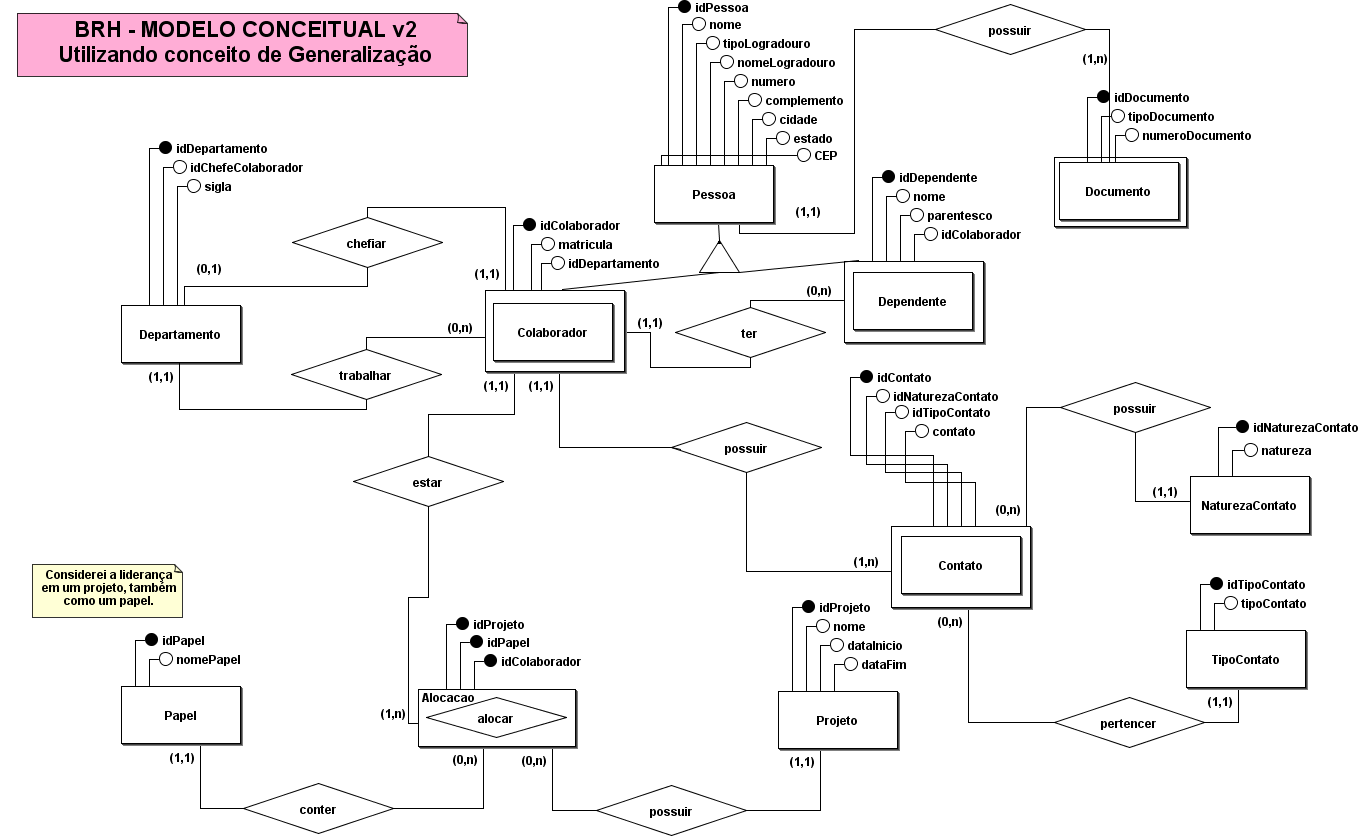 BRH - MODELO CONCEITUAL v2
Utilizando conceito de Generalização
idPessoa
nome
tipoLogradouro
nomeLogradouro
numero
complemento
cidade
estado
CEP
Pessoa
(1,1)
possuir
(1,n)
idDocumento
tipoDocumento
numeroDocumento
Documento
idDepartamento
idChefeColaborador
sigla
Departamento
(0,1)
chefiar
(1,1)
(1,1)
trabalhar
(0,n)
idColaborador
matricula
idDepartamento
Colaborador
(1,1)
ter
(0,n)
idDependente
nome
parentesco
idColaborador
Dependente
(1,1)
(1,1)
estar
possuir
(1,n)
idContato
idNaturezaContato
idTipoContato
contato
Contato
(0,n)
possuir
(1,1)
idNaturezaContato
natureza
NaturezaContato
(0,n)
pertencer
(1,1)
idTipoContato
tipoContato
TipoContato
Considerei a liderança
em um projeto, também
como um papel.
idPapel
nomePapel
Papel
(1,1)
conter
(0,n)
(1,n)
idProjeto
idPapel
idColaborador
Alocacao
alocar
(0,n)
possuir
(1,1)
idProjeto
nome
dataInicio
dataFim
Projeto